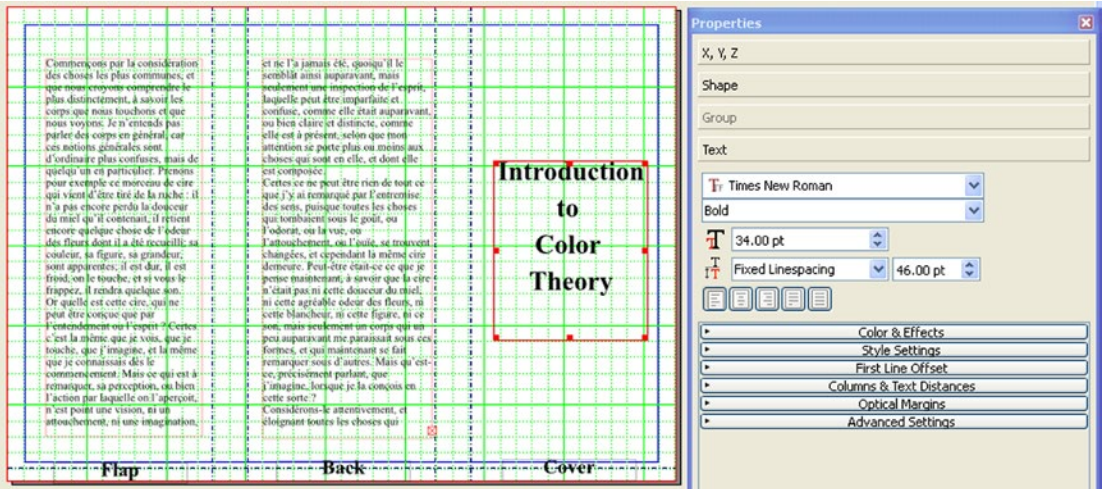 Commençons par la considération
des choses les plus communes, et
que nous croyons comprendre le
plus distinctement, à savoir les
corps que nous touchons et que
nous voyons. Je n'entends pas
parler des corps en général, car
ces notions générales sont
d'ordinaire plus confuses, mais de
quelqu'un en particulier. Prenons
pour exemple ce morceau de cire
qui vient d'être tiré de la ruche : il
n'a pas encore perdu la douceur
du miel qu'il contenait, il retient
encore quelque chose de l'odeur
des fleurs dont il a été recueilli; sa
couleur, sa figure, sa grandeur,
sont apparentes; il est dur, il est
froid, on le touche, et si vous le
frappez, il rendra quelque son.
Or quelle est cette cire, qui ne
peut être conçue que par
l'entendement ou l'esprit ? Certes
c'est la même que je vois, que je
touche, que j'imagine, et la même
que je connaissais dès le
commencement. Mais ce qui est à
remarquer, sa perception, ou bien
l'action par laquelle on l'aperçoit,
n'est point une vision, ni un
attouchement, ni une imagination,
Flap
et ne l'a jamais été, quoiqu'il le
semblât ainsi auparavant, mais
seulement une inspection de l'esprit,
laquelle peut être imparfaite et
confuse, comme elle était auparavant,
ou bien claire et distincte, comme
elle est à présent, selon que mon
attention se porte plus ou moins aux
choses qui sont en elle, et dont elle
est composée.
Certes ce ne peut être rien de tout ce
que j'y ai remarqué par l'entremise
des sens, puisque toutes les choses
qui tombaient sous le goût, ou
l'odorat, ou la vue, ou
l'attouchement, ou l'ouïe, se trouvent
changées, et cependant la même cire
demeure. Peut-être était-ce ce que je
pense maintenant, à savoir que la cire
n'était pas ni cette douceur du miel,
ni cette agréable odeur des fleurs, ni
cette blancheur, ni cette figure, ni ce
son, mais seulement un corps qui un
peu auparavant me paraissait sous ces
formes, et qui maintenant se fait
remarquer sous d'autres. Mais qu'est-
ce, précisément parlant, que
j'imagine, lorsque je la conçois en
cette sorte ?
Considérons-le attentivement, et
éloignant toutes les choses qui
Back
Introduction
to
Color
Theory
Cover
Properties
X, Y, Z
Shape
Group
Text
Times New Roman
Bold
34.00 pt
Fixed Linespacing 46.00 pt
Color & Effects
Style Settings
First Line Offset
Columns & Text Distances
Optical Margins
Advanced Settings